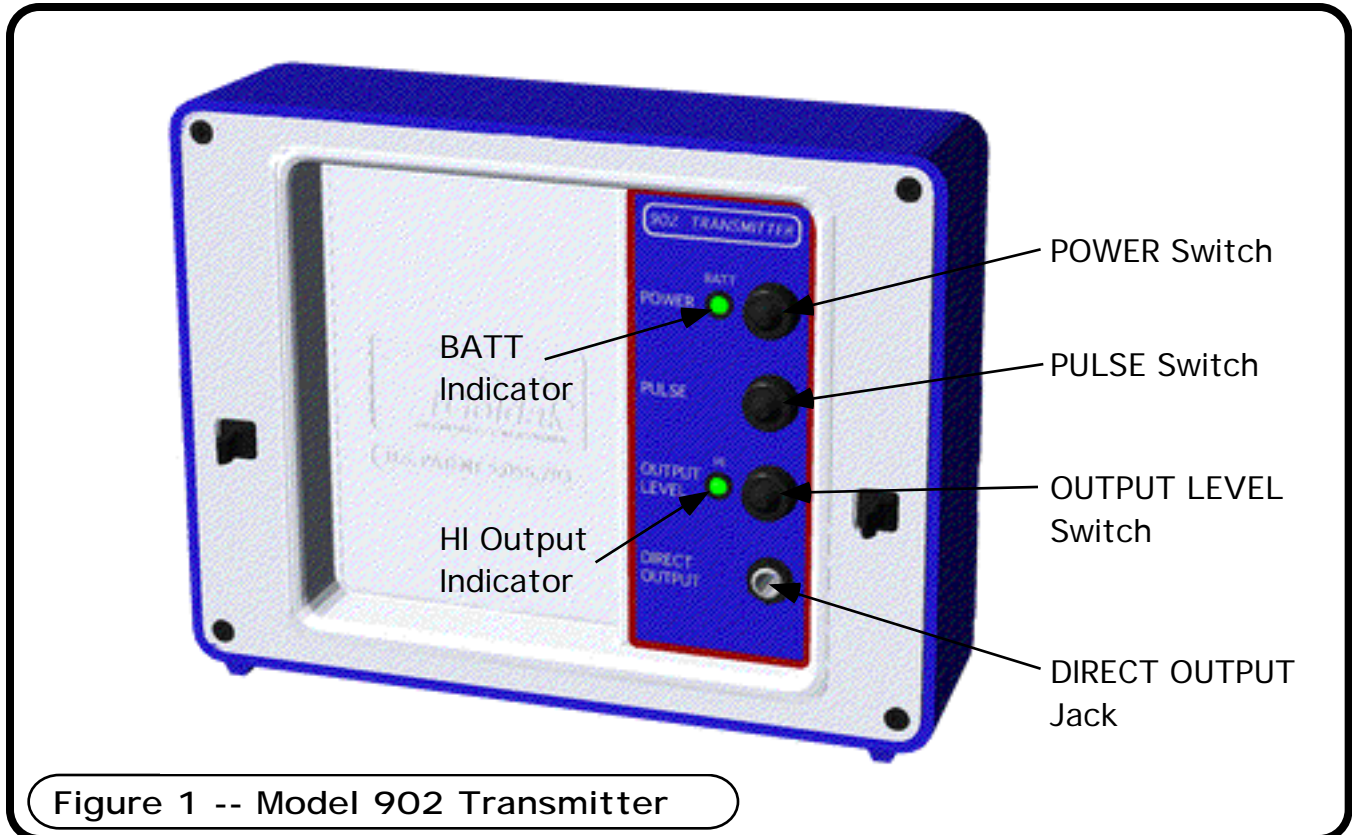 902 TRANSMITTER
BATT
POWER
PULSE
HI
OUTPUT
LEVEL
DIRECT
OUTPUT
BATT
Indicator
HI Output
Indicator
POWER Switch
PULSE Switch
OUTPUT LEVEL
Switch
DIRECT OUTPUT
Jack
Figure 1 -- Model 902 Transmitter